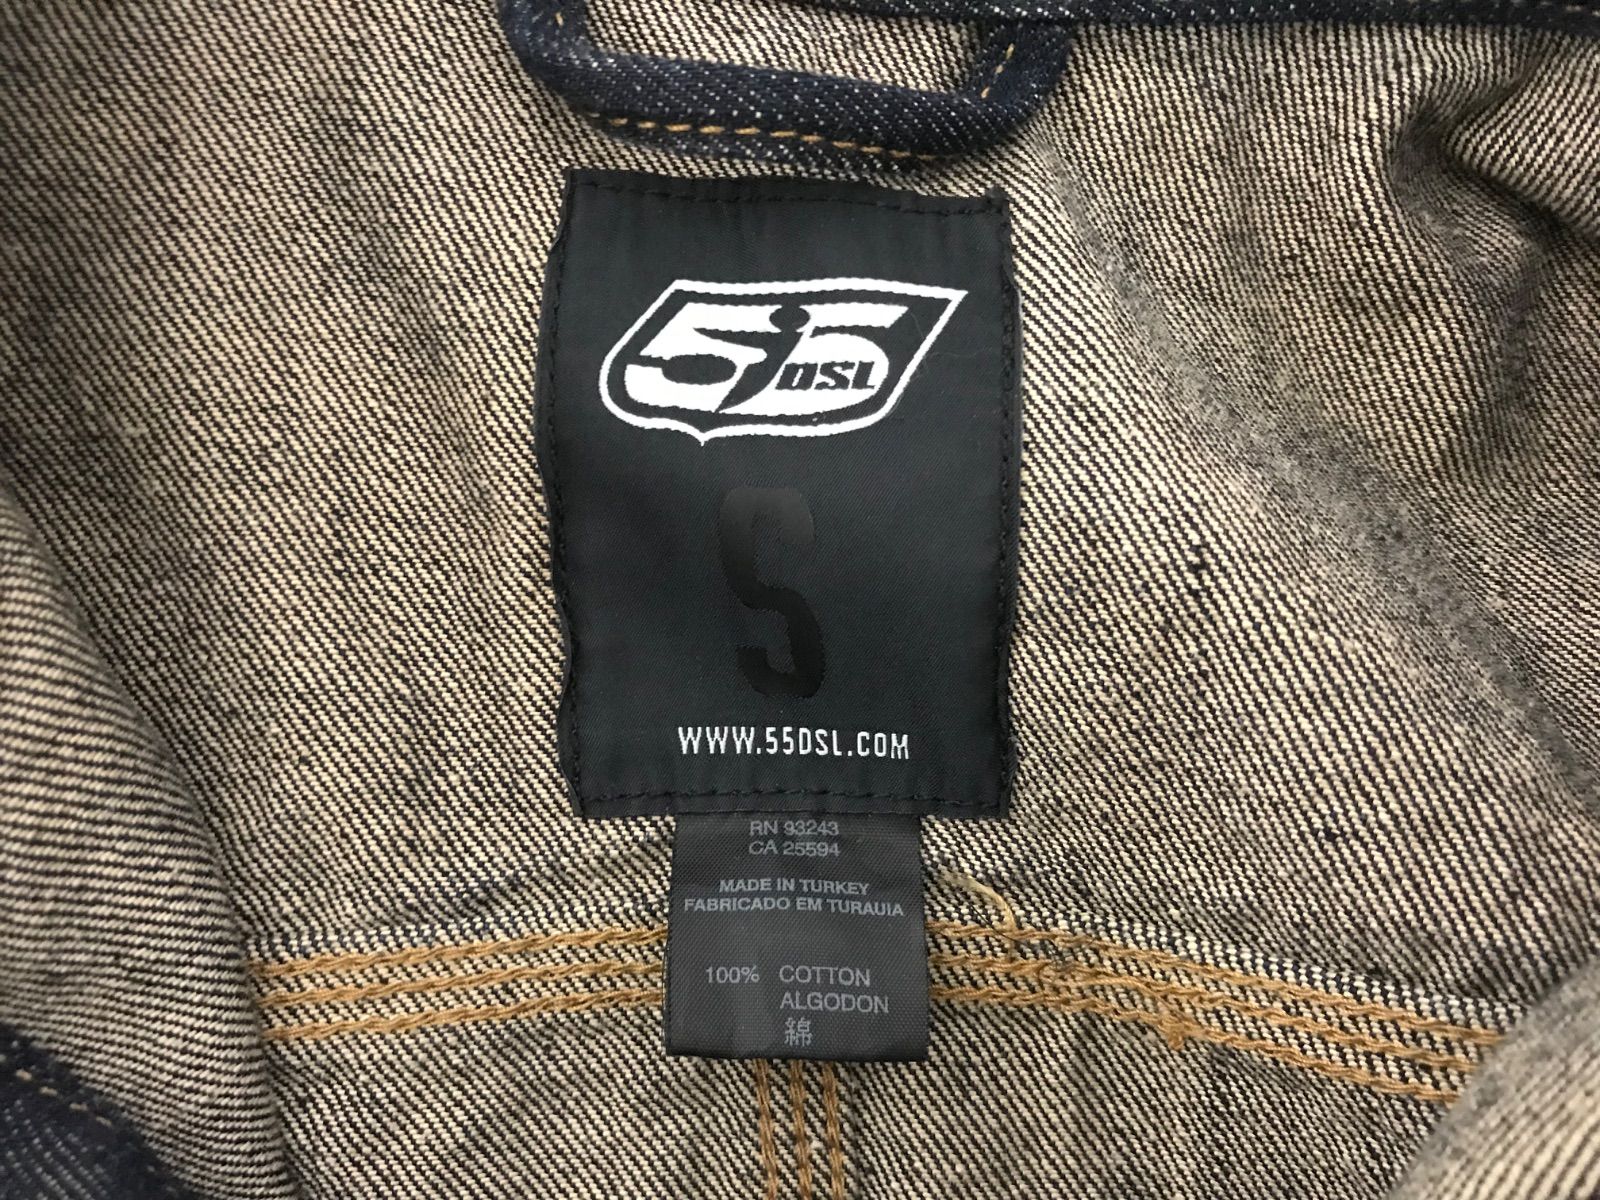 55
DSL
S
WWW.55DSL.COM
RN 93243
CA 25594
MADE IN TURKEY
FABRICADO EM TURAUIA
100% COTTON
ALGODON
綿